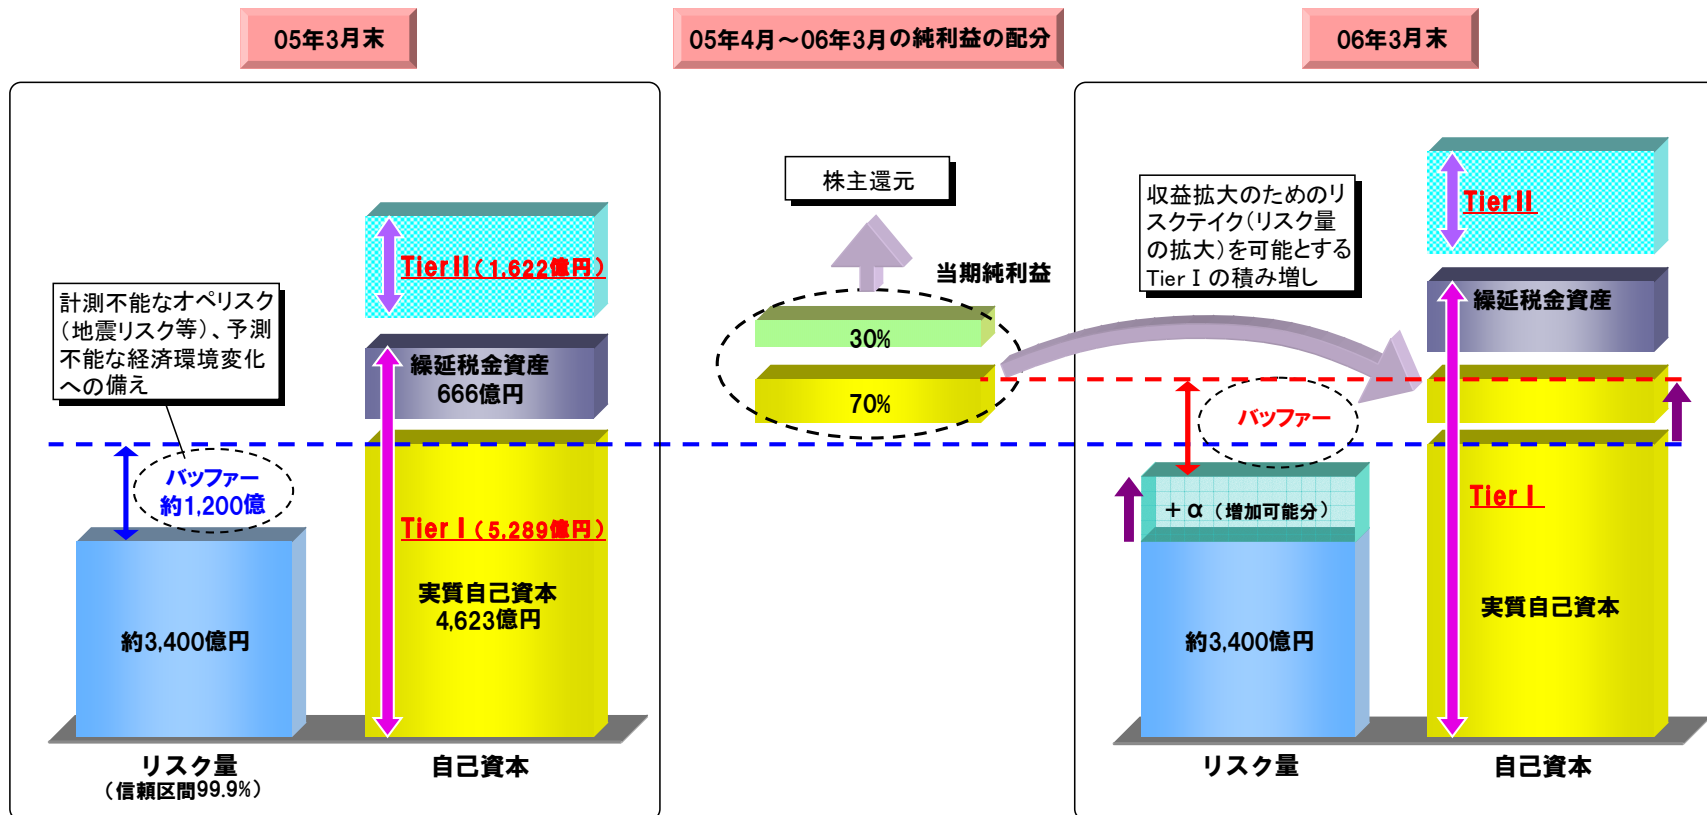 05年3月末
05年4月～06年3月の純利益の配分
06年3月末
計測不能なオペリスク
(地震リスク等)、予測
不能な経済環境変化
への備え
TierⅡ(1,622億円)
繰延税金資産
666億円
バッファー
約1,200億
TierⅠ(5,289億円)
実質自己資本
4,623億円
約3,400億円
リスク量
(信頼区間99.9%)
自己資本
株主還元
当期純利益
30%
70%
収益拡大のためのリ
スクテイク(リスク量
の拡大)を可能とする
TierⅠの積み増し
TierⅡ
繰延税金資産
バッファー
+α(増加可能分)
TierⅠ
実質自己資本
約3,400億円
リスク量
自己資本